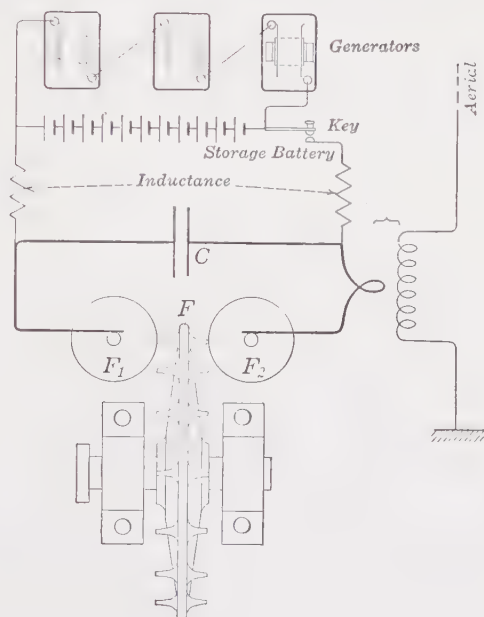 Generators
Aerial
Key
Storage Battery
Inductance
C
F
F1
F2